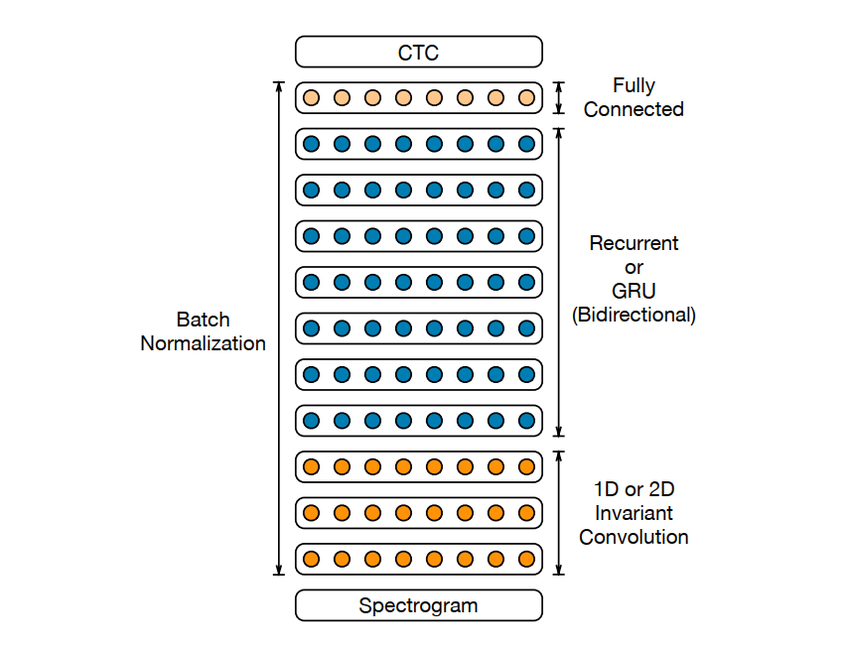 CTC
Fully
Connected
Recurrent
or
GRU
(Bidirectional)
Batch
Normalization
1D or 2D
Invariant
Convolution
Spectrogram